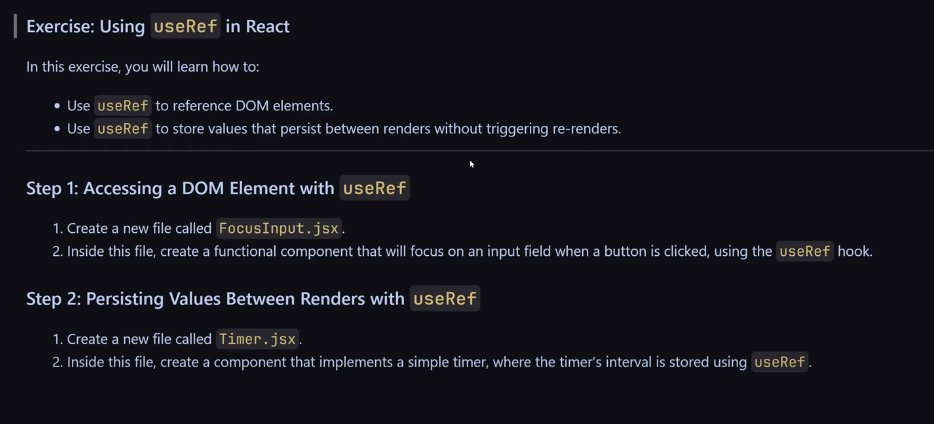 Exercise: Using useRef in React
In this exercise, you will learn how to:
• Use useRef to reference DOM elements.
• Use useRef to store values that persist between renders without triggering re-renders.
Step 1: Accessing a DOM Element with useRef
1. Create a new file called FocusInput.jsx.
2. Inside this file, create a functional component that will focus on an input field when a button is clicked, using the useRef hook.
Step 2: Persisting Values Between Renders with useRef
1. Create a new file called Timer.jsx.
2. Inside this file, create a component that implements a simple timer, where the timer’s interval is stored using useRef.